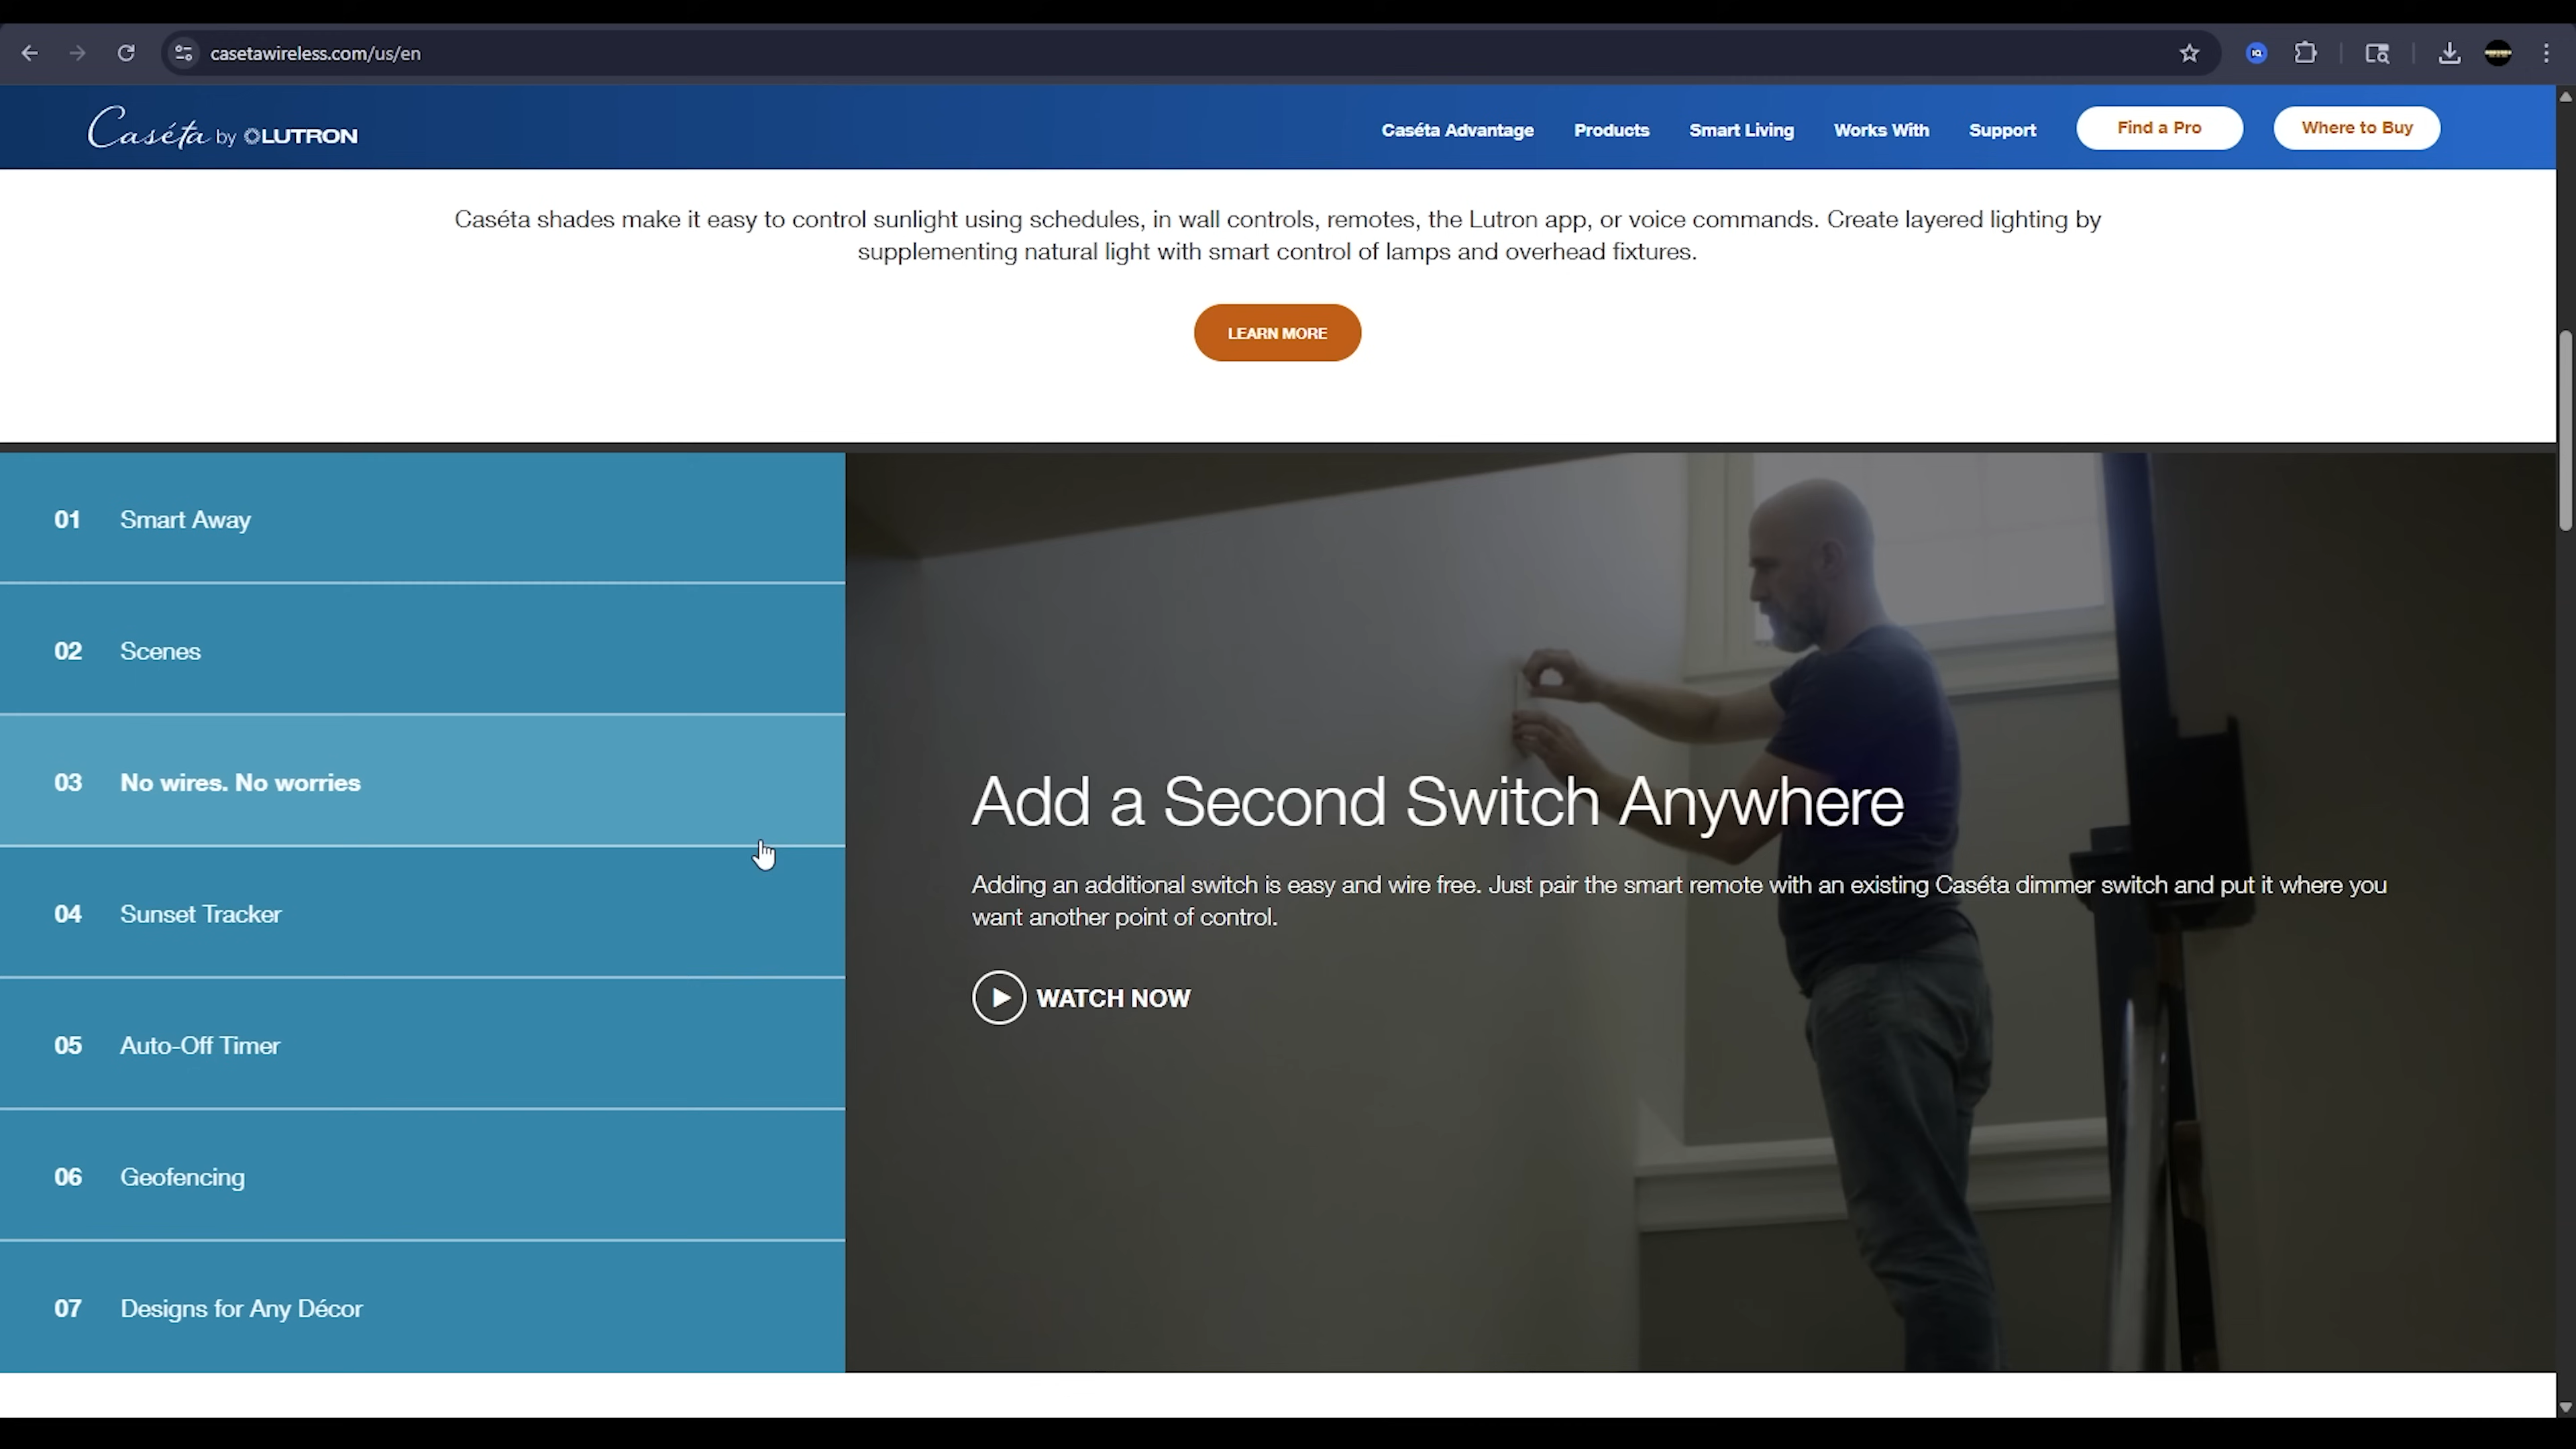 casetawireless.com/us/en
Caséta by LUTRON
Caséta Advantage
Products
Smart Living
Works With
Support
Find a Pro
Where to Buy
Caséta shades make it easy to control sunlight using schedules, in wall controls, remotes, the Lutron app, or voice commands. Create layered lighting by
supplementing natural light with smart control of lamps and overhead fixtures.
LEARN MORE
01 Smart Away
02 Scenes
03 No wires. No worries
04 Sunset Tracker
05 Auto-Off Timer
06 Geofencing
07 Designs for Any Décor
Add a Second Switch Anywhere
Adding an additional switch is easy and wire free. Just pair the smart remote with an existing Caséta dimmer switch and put it where you
want another point of control.
WATCH NOW